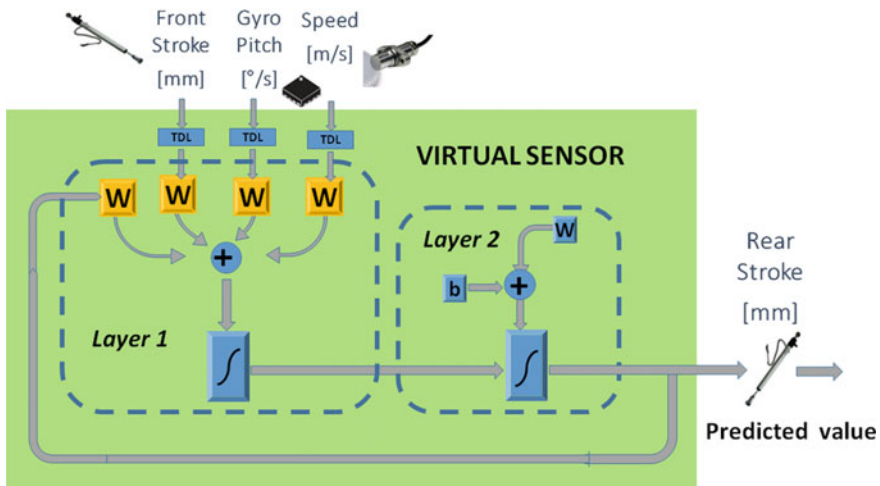 Front Stroke [mm]
Gyro Pitch [°/s]
Speed [m/s]
TDL
TDL
TDL
VIRTUAL SENSOR
W
W
W
W
+
Layer 1
Layer 2
W
b
+
Rear Stroke [mm]
Predicted value